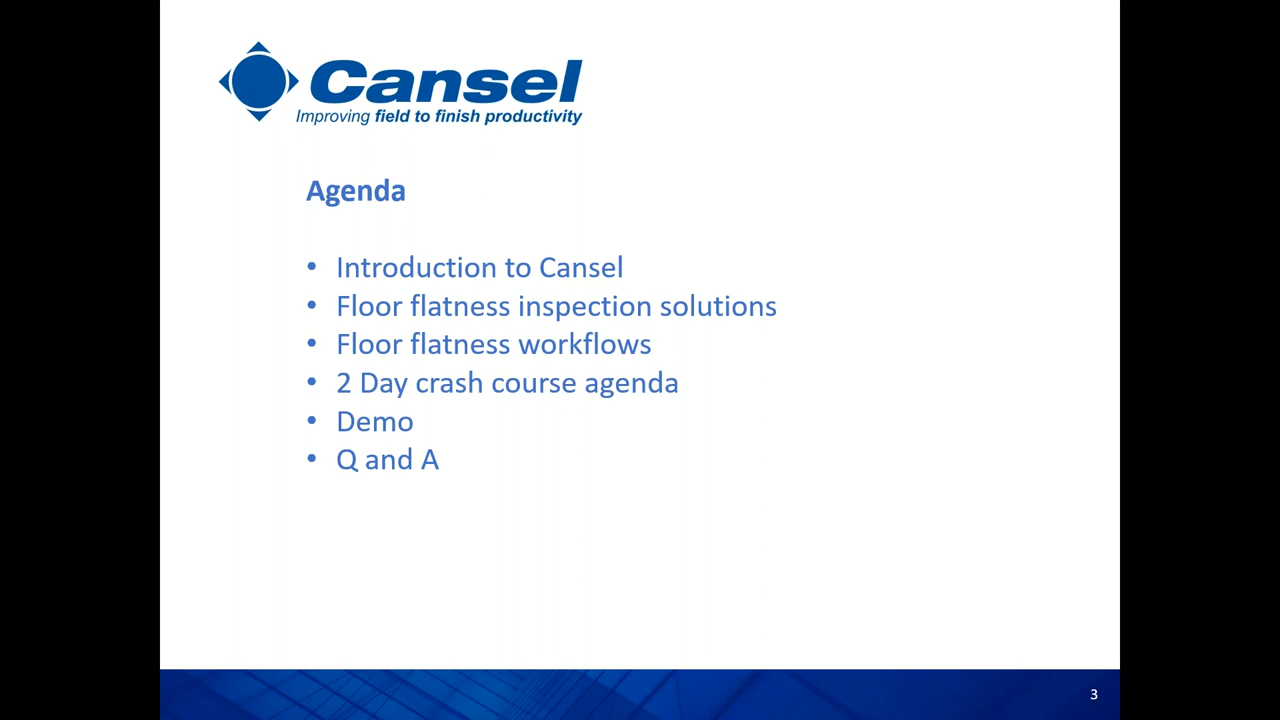 Cansel
Improving field to finish productivity
Agenda
• Introduction to Cansel
• Floor flatness inspection solutions
• Floor flatness workflows
• 2 Day crash course agenda
• Demo
• Q and A
3